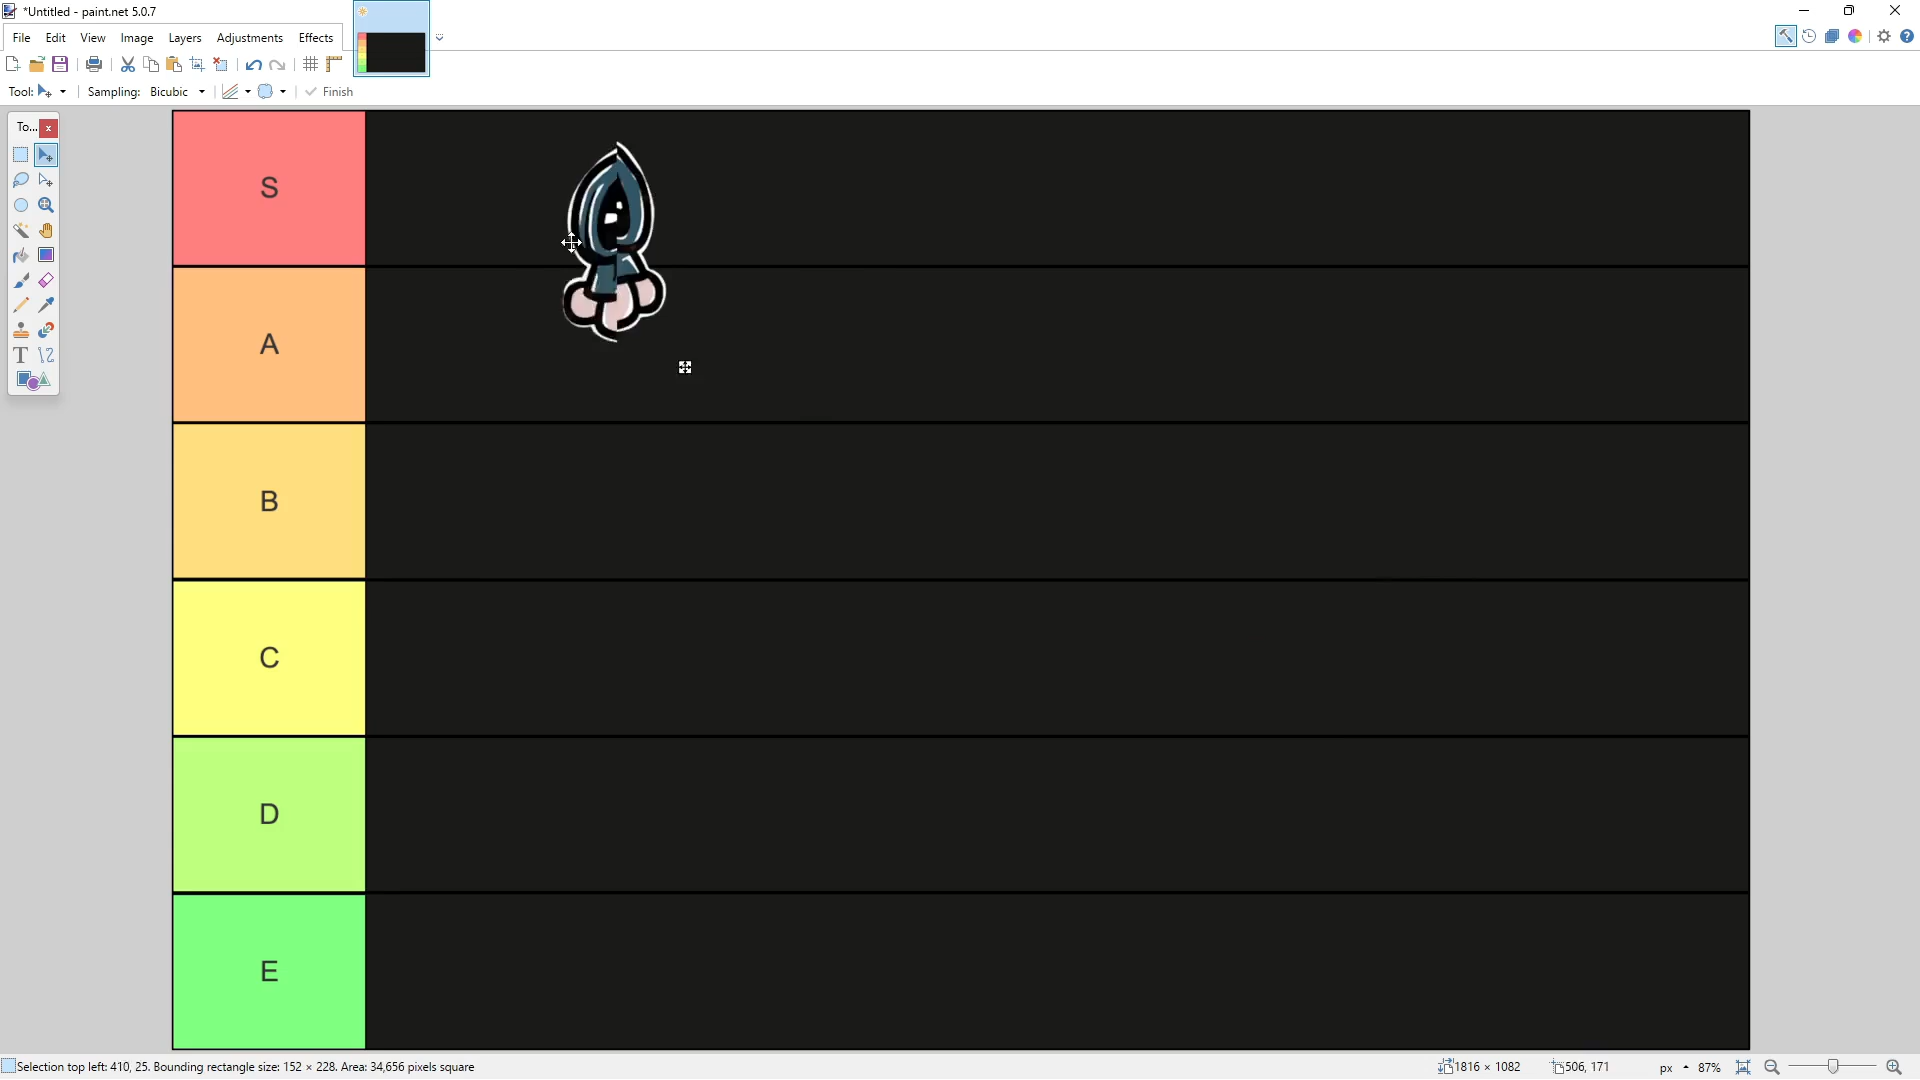 *Untitled - paint.net 5.0.7
File Edit View Image Layers Adjustments Effects
Tool: Sampling: Bicubic Finish
To...
S
A
B
C
D
E
Selection top left: 410, 25. Bounding rectangle size: 152 × 228. Area: 34,656 pixels square 1816 × 1082 506, 171 px 87%